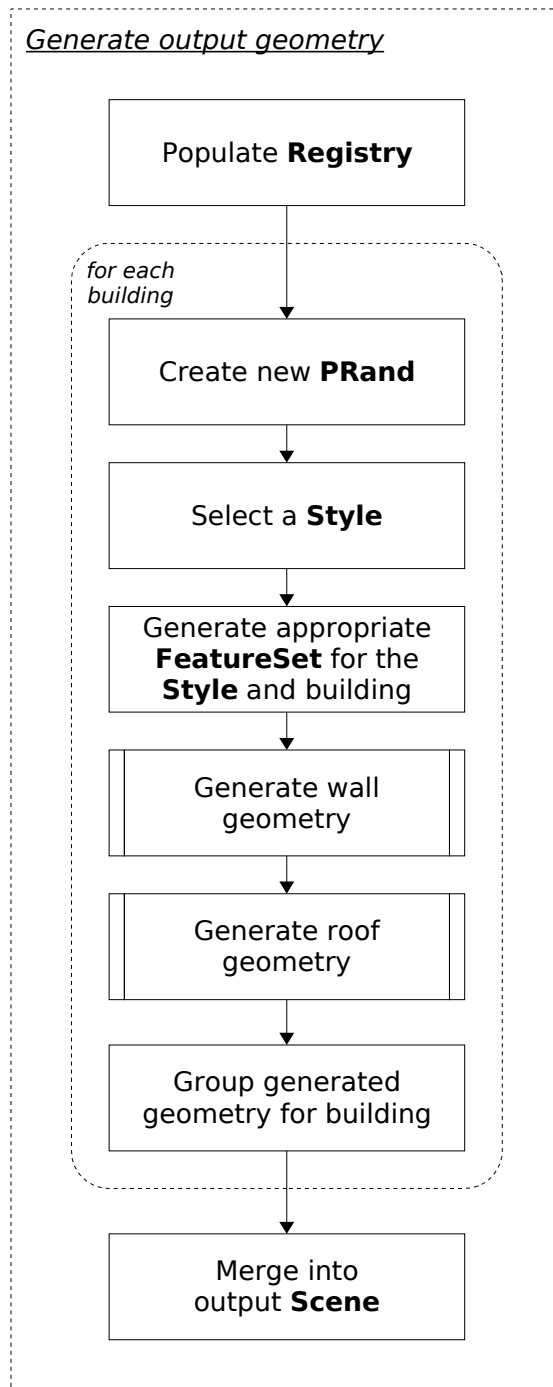 Generate output geometry
Populate Registry
for each
building
Create new PRand
Select a Style
Generate appropriate
FeatureSet for the
Style and building
Generate wall
geometry
Generate roof
geometry
Group generated
geometry for building
Merge into
output Scene